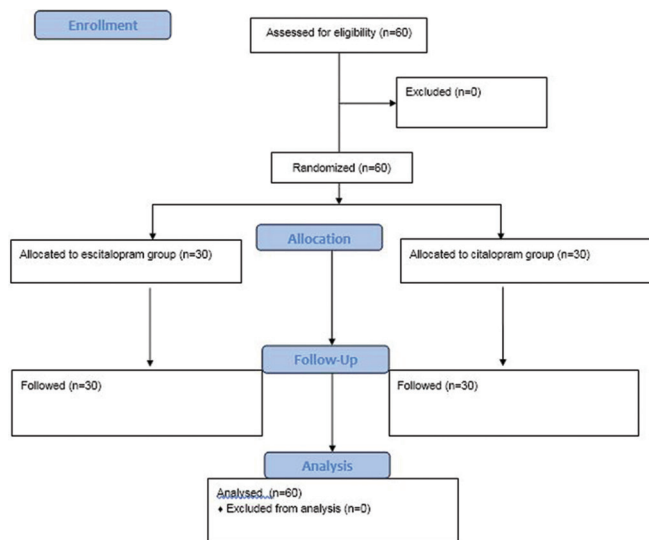 Enrollment
Assessed for eligibility (n=60)
Excluded (n=0)
Randomized (n=60)
Allocation
Allocated to escitalopram group (n=30)
Allocated to citalopram group (n=30)
Follow-Up
Followed (n=30)
Followed (n=30)
Analysis
Analysed (n=60)
♦ Excluded from analysis (n=0)